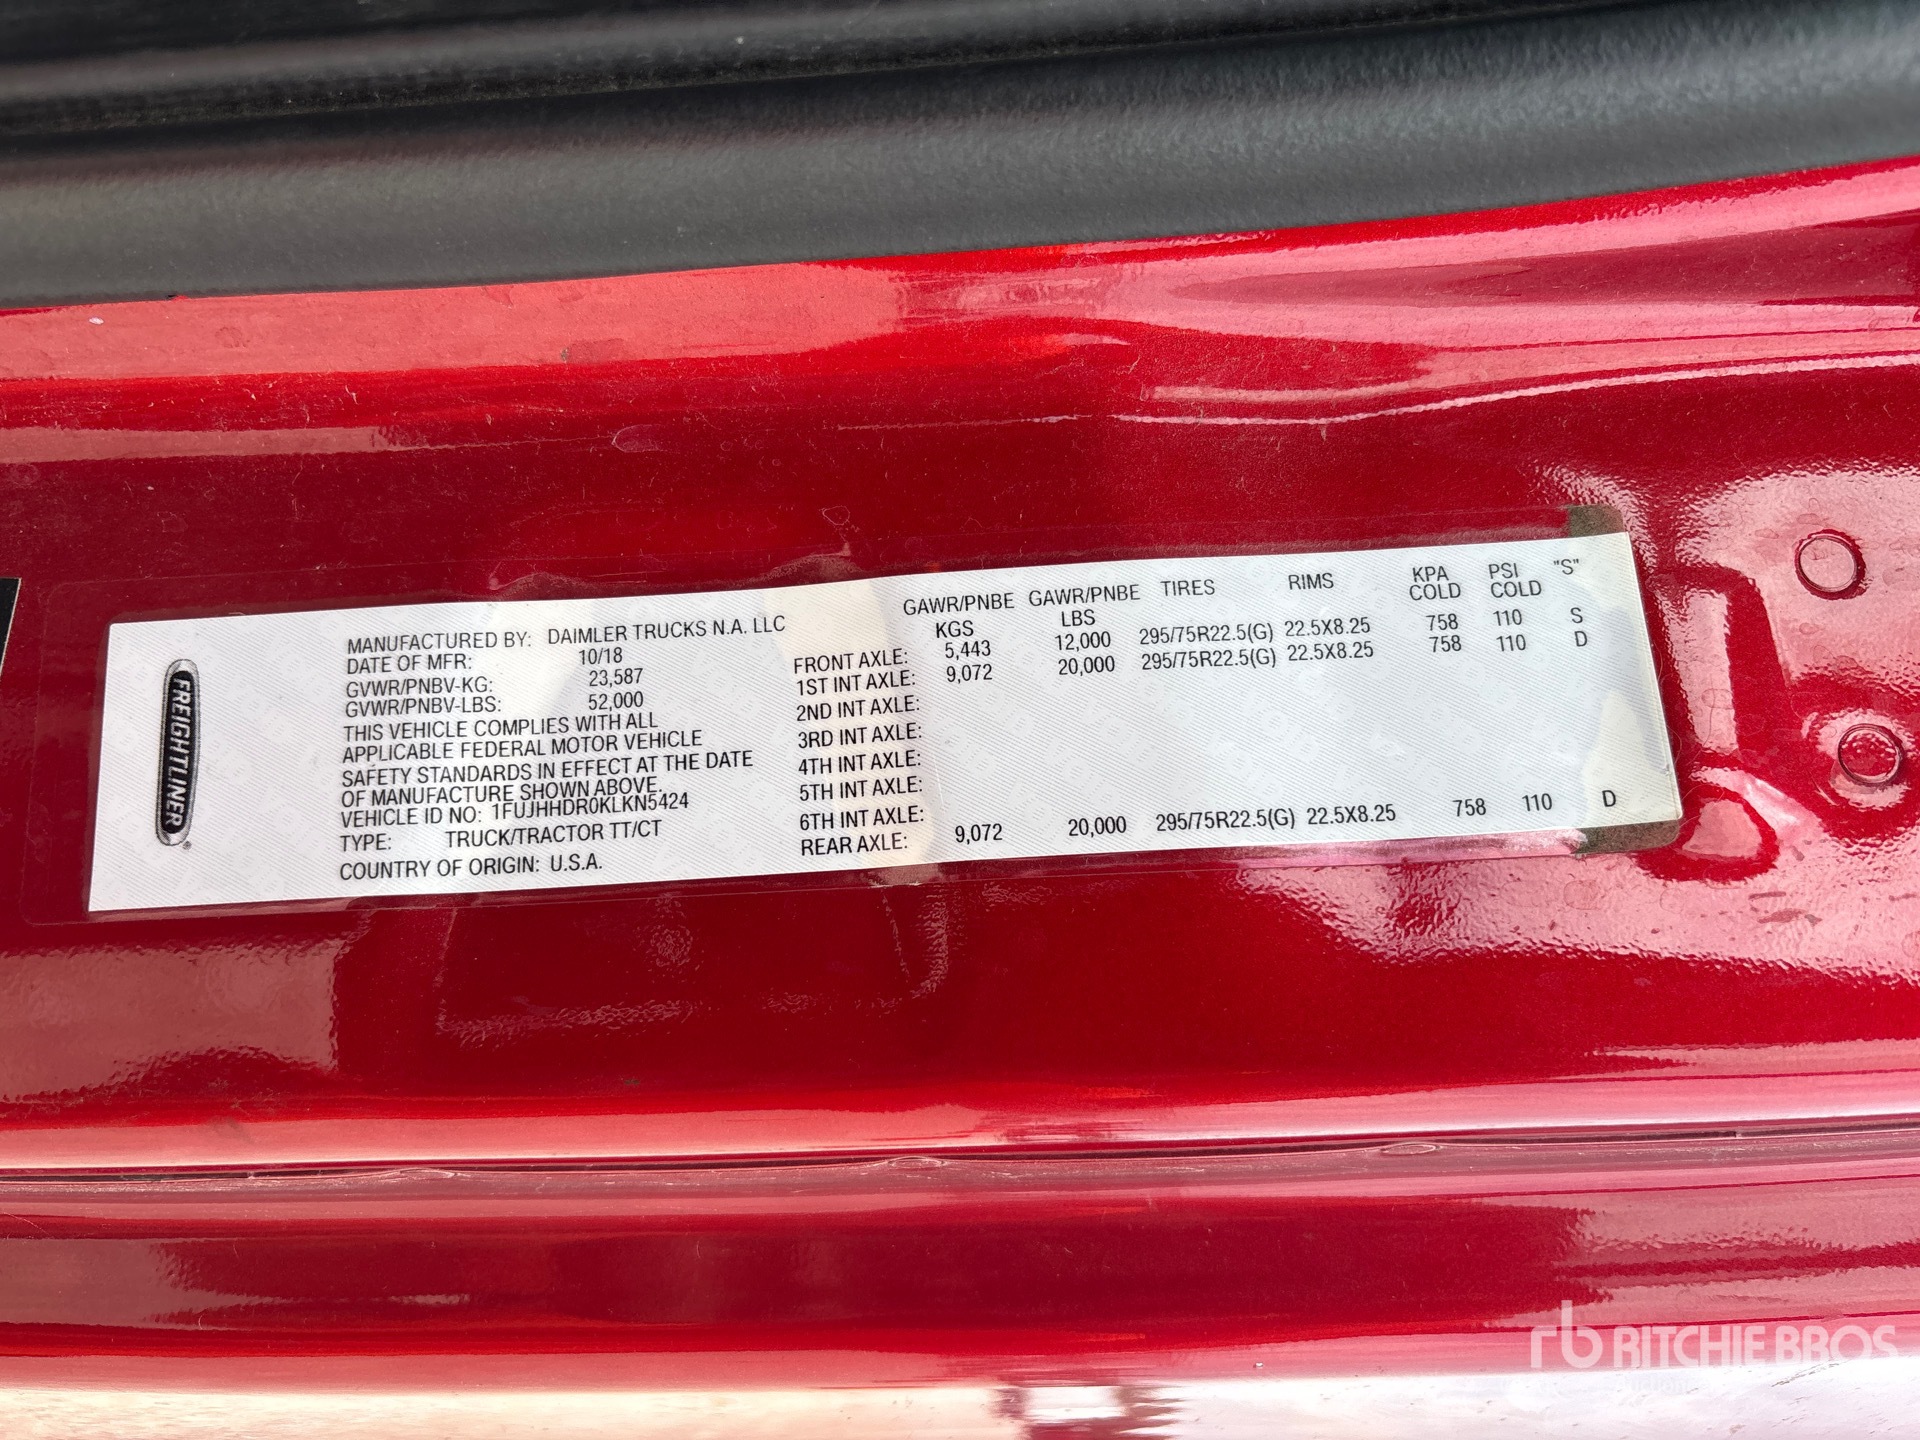 FREIGHTLINER
MANUFACTURED BY: DAIMLER TRUCKS N.A. LLC
DATE OF MFR: 10/18
GVWR/PNBV-KG: 23,587
GVWR/PNBV-LBS: 52,000
THIS VEHICLE COMPLIES WITH ALL
APPLICABLE FEDERAL MOTOR VEHICLE
SAFETY STANDARDS IN EFFECT AT THE DATE
OF MANUFACTURE SHOWN ABOVE.
VEHICLE ID NO: 1FUJHHDR0KLKN5424
TYPE: TRUCK/TRACTOR TT/CT
COUNTRY OF ORIGIN: U.S.A.
GAWR/PNBE GAWR/PNBE TIRES RIMS KPA PSI "S"
KGS LBS COLD COLD
FRONT AXLE: 5,443 12,000 295/75R22.5(G) 22.5X8.25 758 110 S
1ST INT AXLE: 9,072 20,000 295/75R22.5(G) 22.5X8.25 758 110 D
2ND INT AXLE:
3RD INT AXLE:
4TH INT AXLE:
5TH INT AXLE:
6TH INT AXLE:
REAR AXLE: 9,072 20,000 295/75R22.5(G) 22.5X8.25 758 110 D
rb RITCHIE BROS